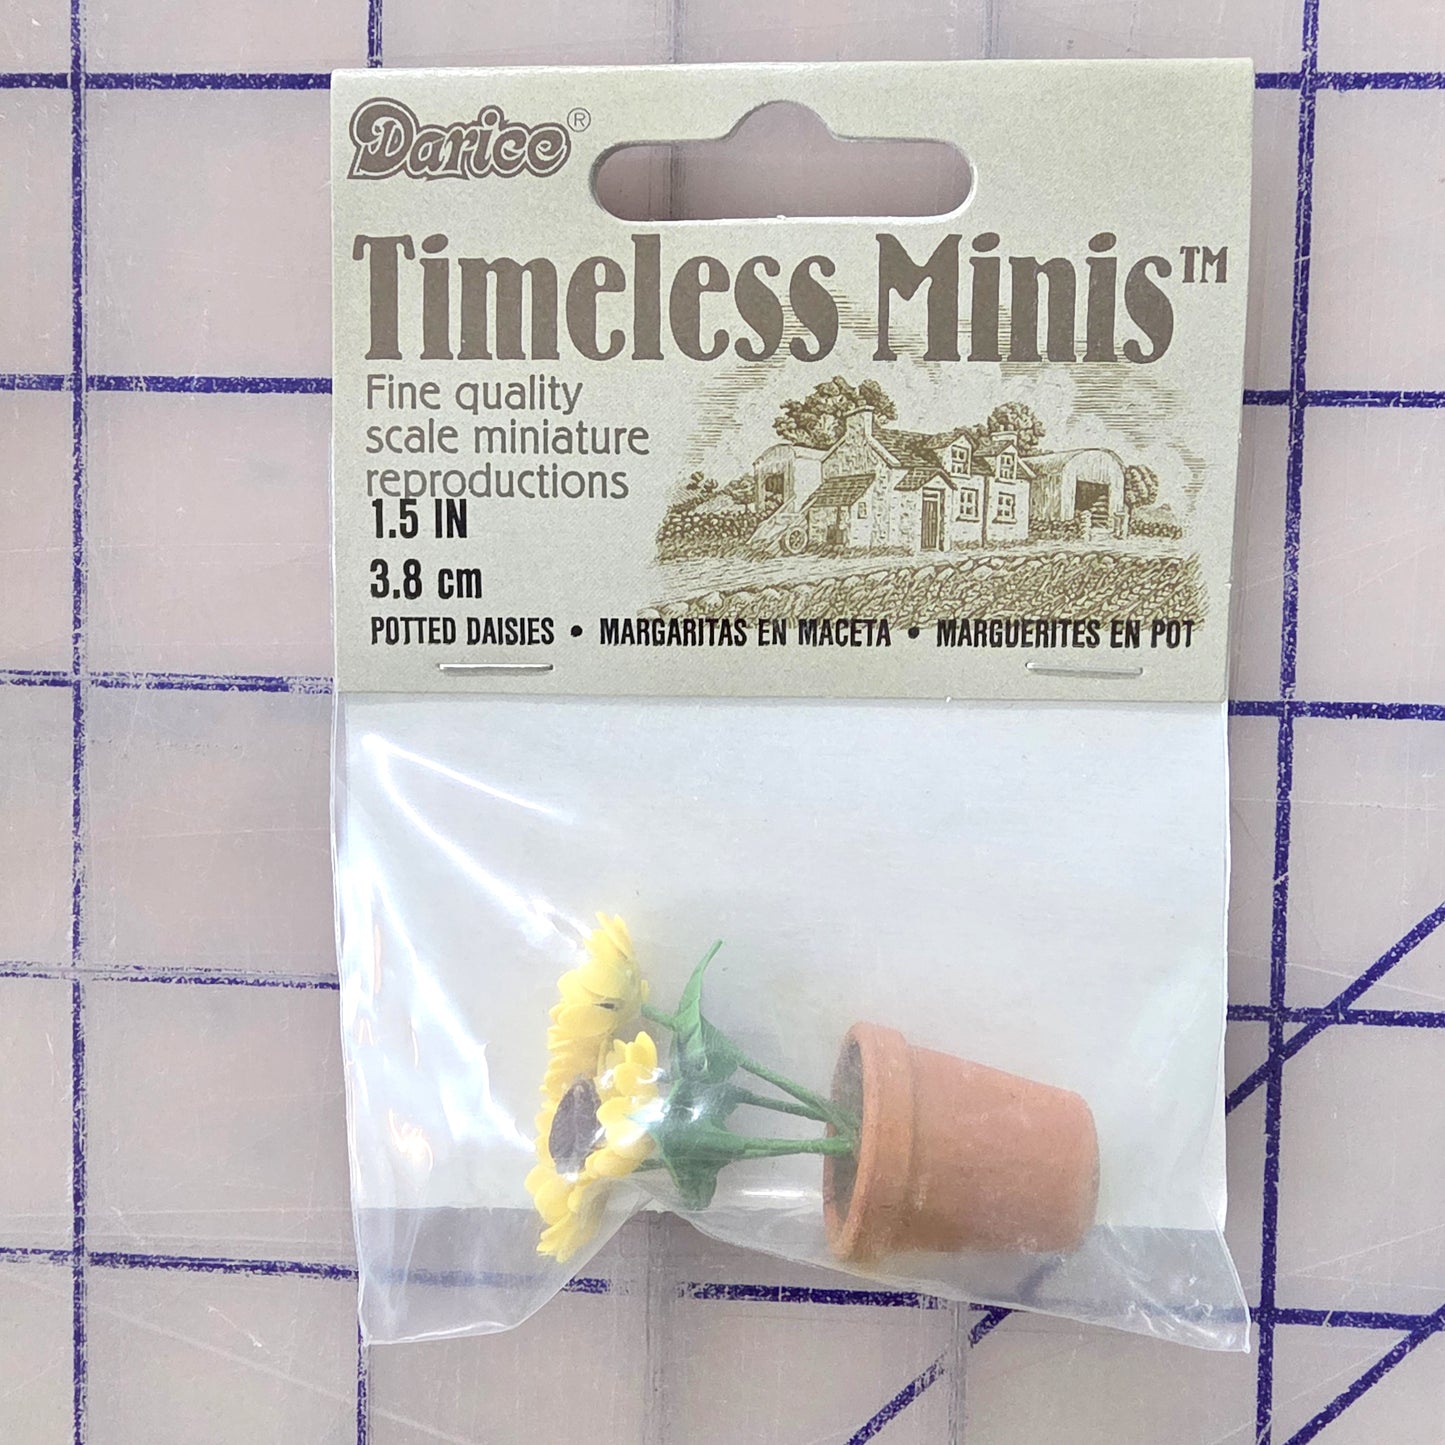 Darice®
Timeless Minis™
Fine quality
scale miniature
reproductions
1.5 IN
3.8 cm
POTTED DAISIES • MARGARITAS EN MACETA • MARGUERITES EN POT